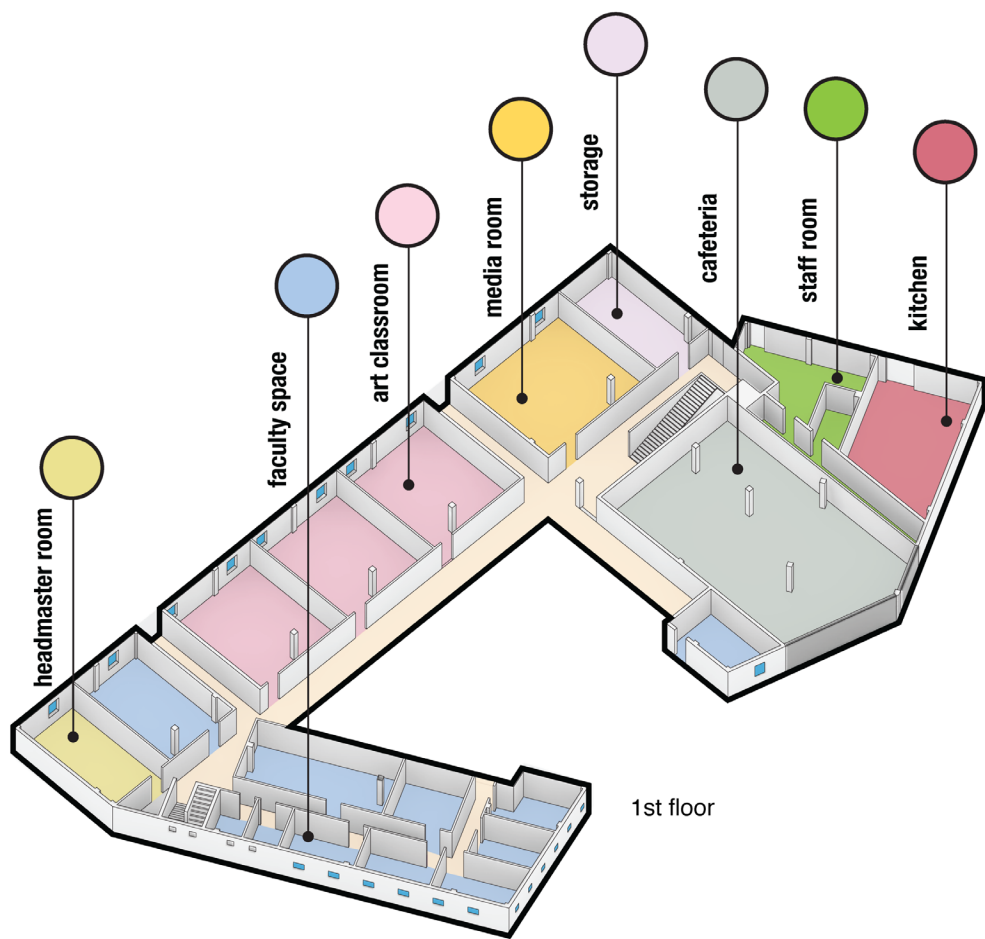 headmaster room
faculty space
art classroom
media room
storage
cafeteria
staff room
kitchen
1st floor